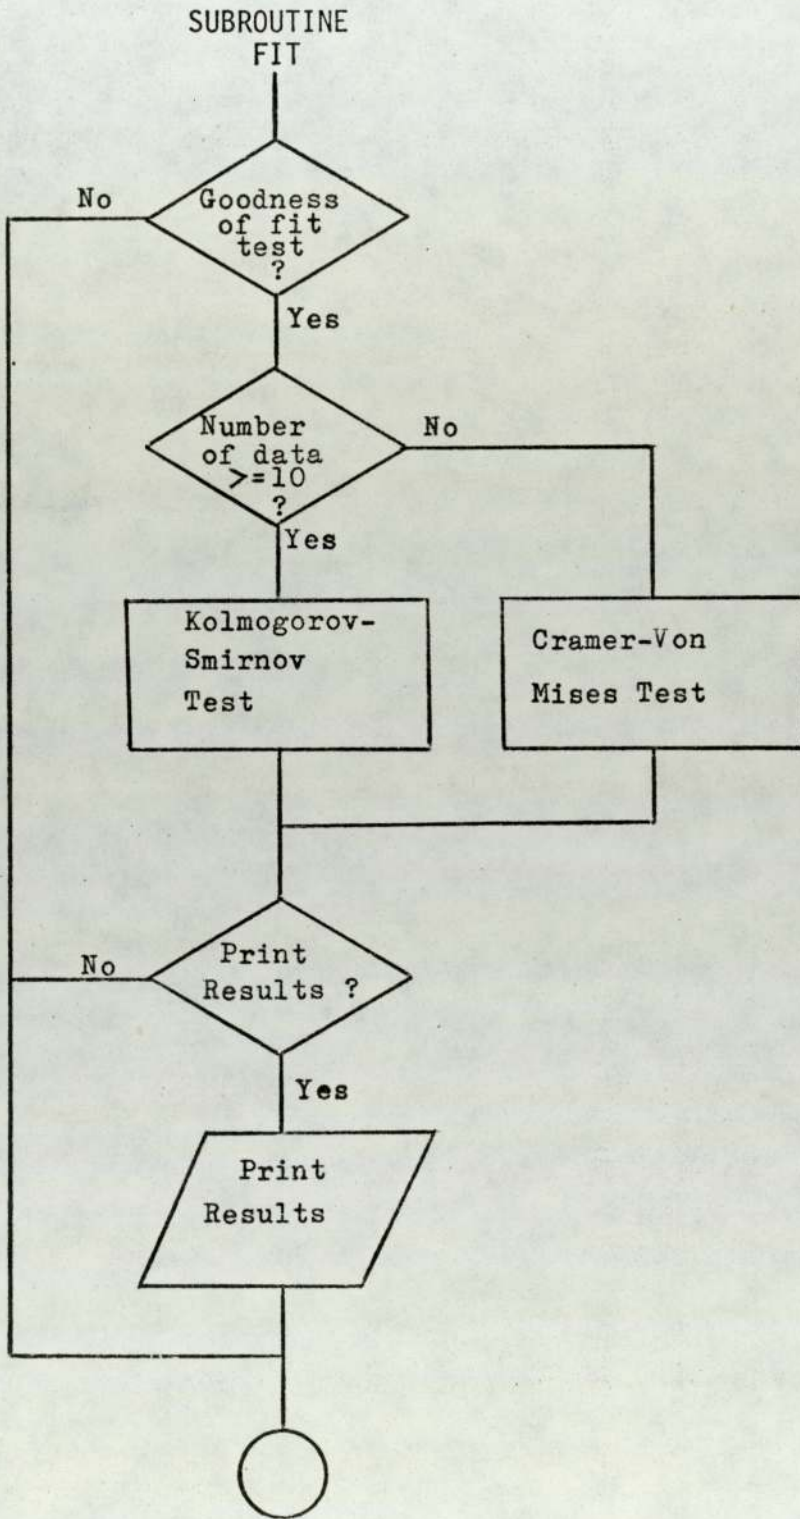 SUBROUTINE
FIT
No
Goodness
of fit
test
?
Yes
Number
of data
>=10
?
No
Yes
Kolmogorov-
Smirnov
Test
Cramer-Von
Mises Test
Print
Results ?
No
Yes
Print
Results